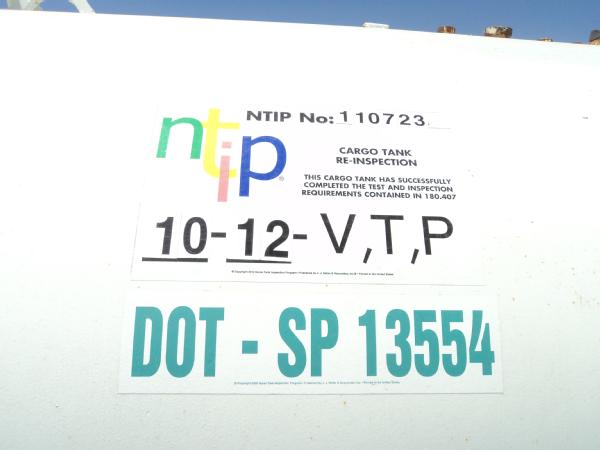 ntip®
NTIP No: 110723
CARGO TANK
RE-INSPECTION
THIS CARGO TANK HAS SUCCESSFULLY
COMPLETED THE TEST AND INSPECTION
REQUIREMENTS CONTAINED IN 180.407
10-12-V,T,P
DOT - SP 13554